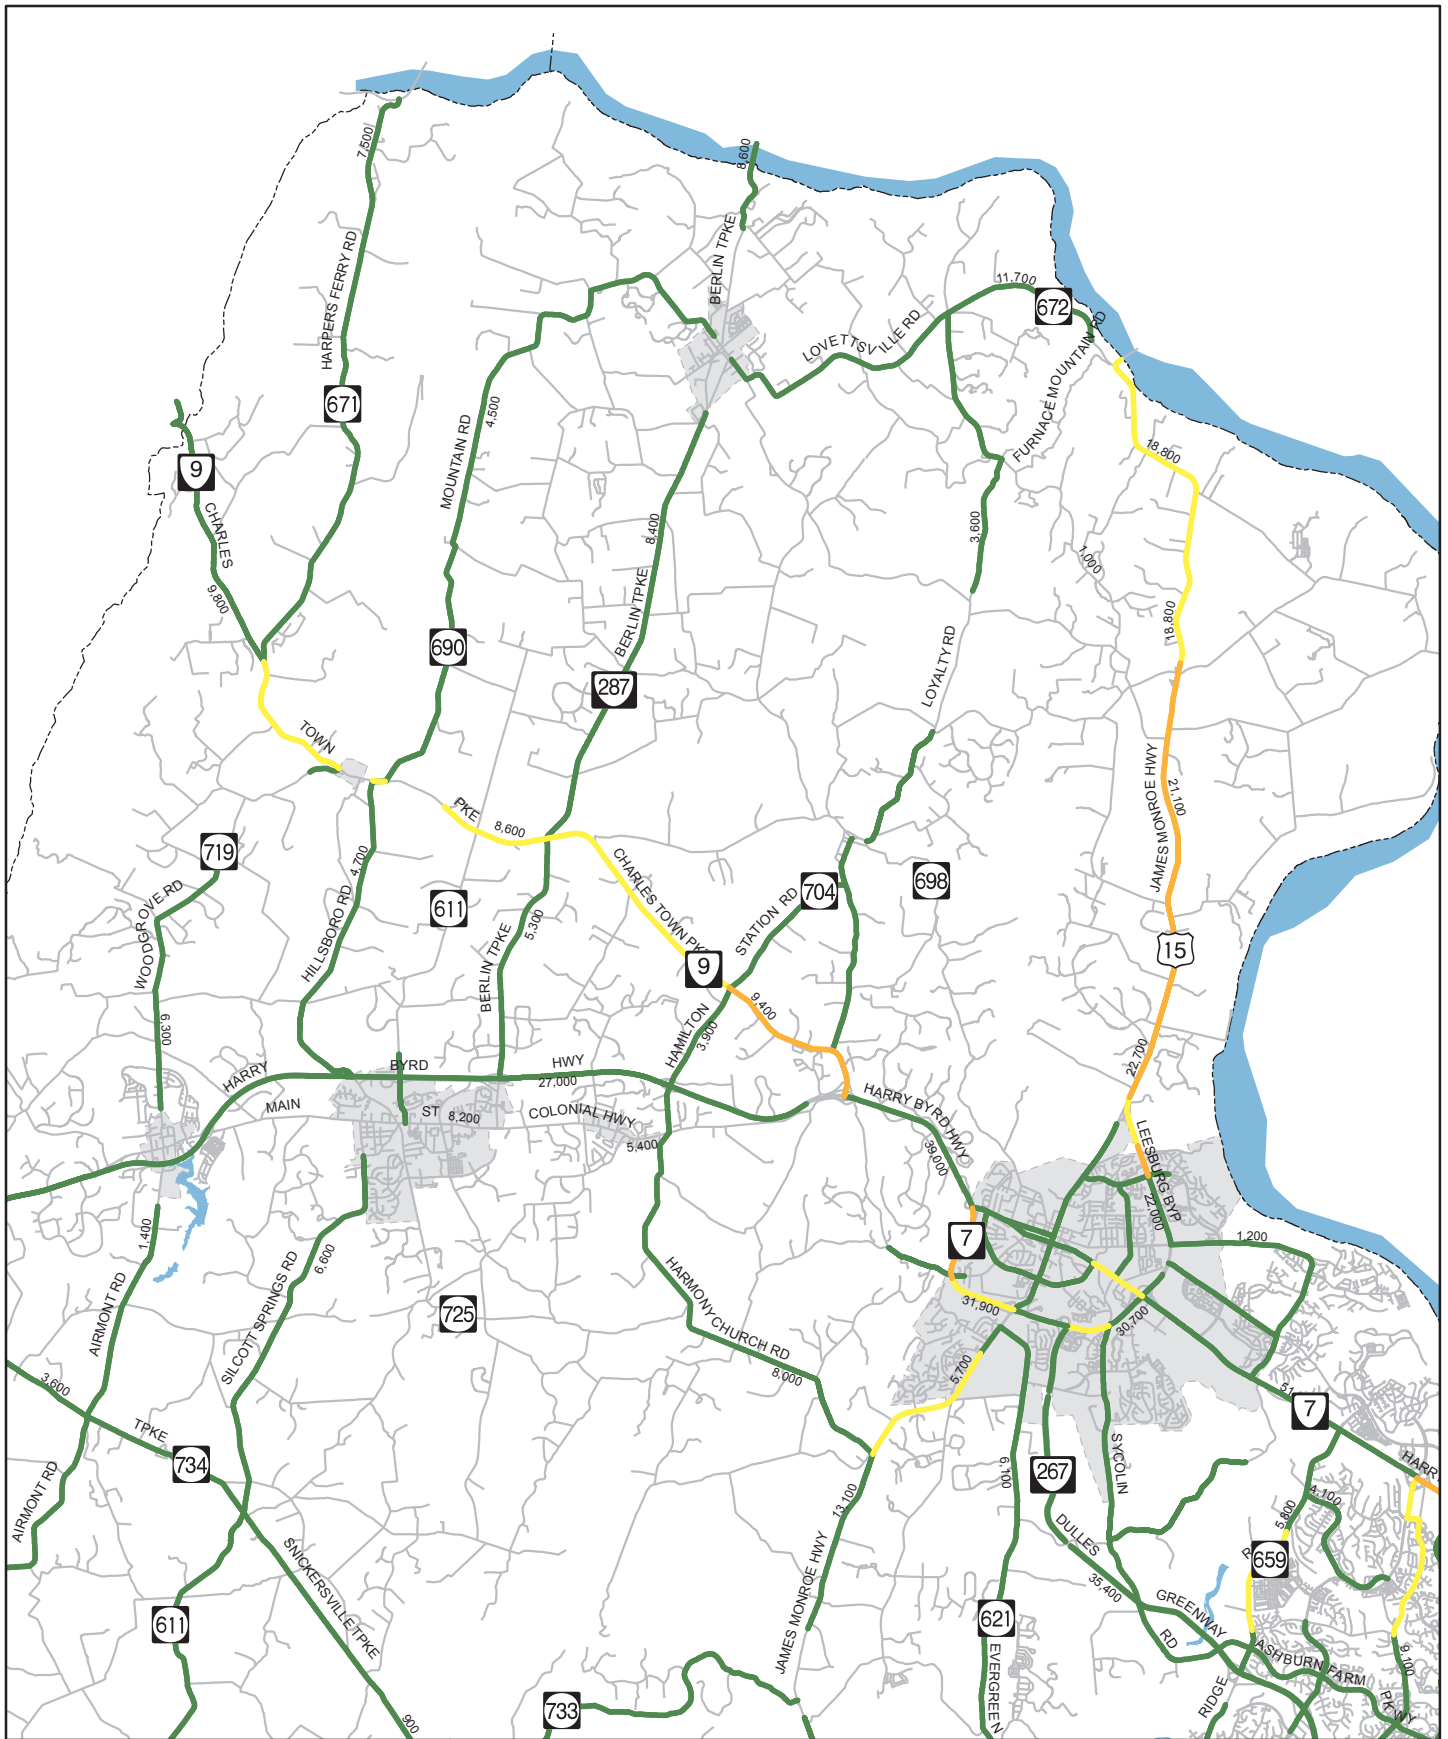 7,500
8,600
BERLIN TPKE
HARPERS FERRY RD
11,700
672
LOVETTSVILLE RD
FURNACE MOUNTAIN RD
671
4,500
MOUNTAIN RD
18,800
9
CHARLES
9,800
8,400
3,600
1,000
BERLIN TPKE
18,800
690
287
LOYALTY RD
TOWN
JAMES MONROE HWY
21,100
PKE
8,600
719
4,700
CHARLES TOWN PK
WOODGROVE RD
HILLSBORO RD
611
5,300
BERLIN TPKE
STATION RD
704
698
15
9
9,400
6,300
HAMILTON
3,900
22,700
HARRY
BYRD
HWY
27,000
MAIN
ST
8,200
COLONIAL HWY
5,400
HARRY BYRD HWY
39,000
LEESBURG BYP
22,000
1,400
6,600
7
1,200
AIRMONT RD
SILCOTT SPRINGS RD
725
HARMONY CHURCH RD
8,000
31,900
30,700
5,700
3,600
TPKE
734
AIRMONT RD
51
7
HARRY
13,100
6,100
267
SYCOLIN
4,100
5,800
R
659
DULLES
35,400
GREENWAY
RD
SNICKERSVILLE TPKE
611
JAMES MONROE HWY
621
EVERGREEN
ASHBURN FARM
PKWY
9,100
RIDGE
733
900